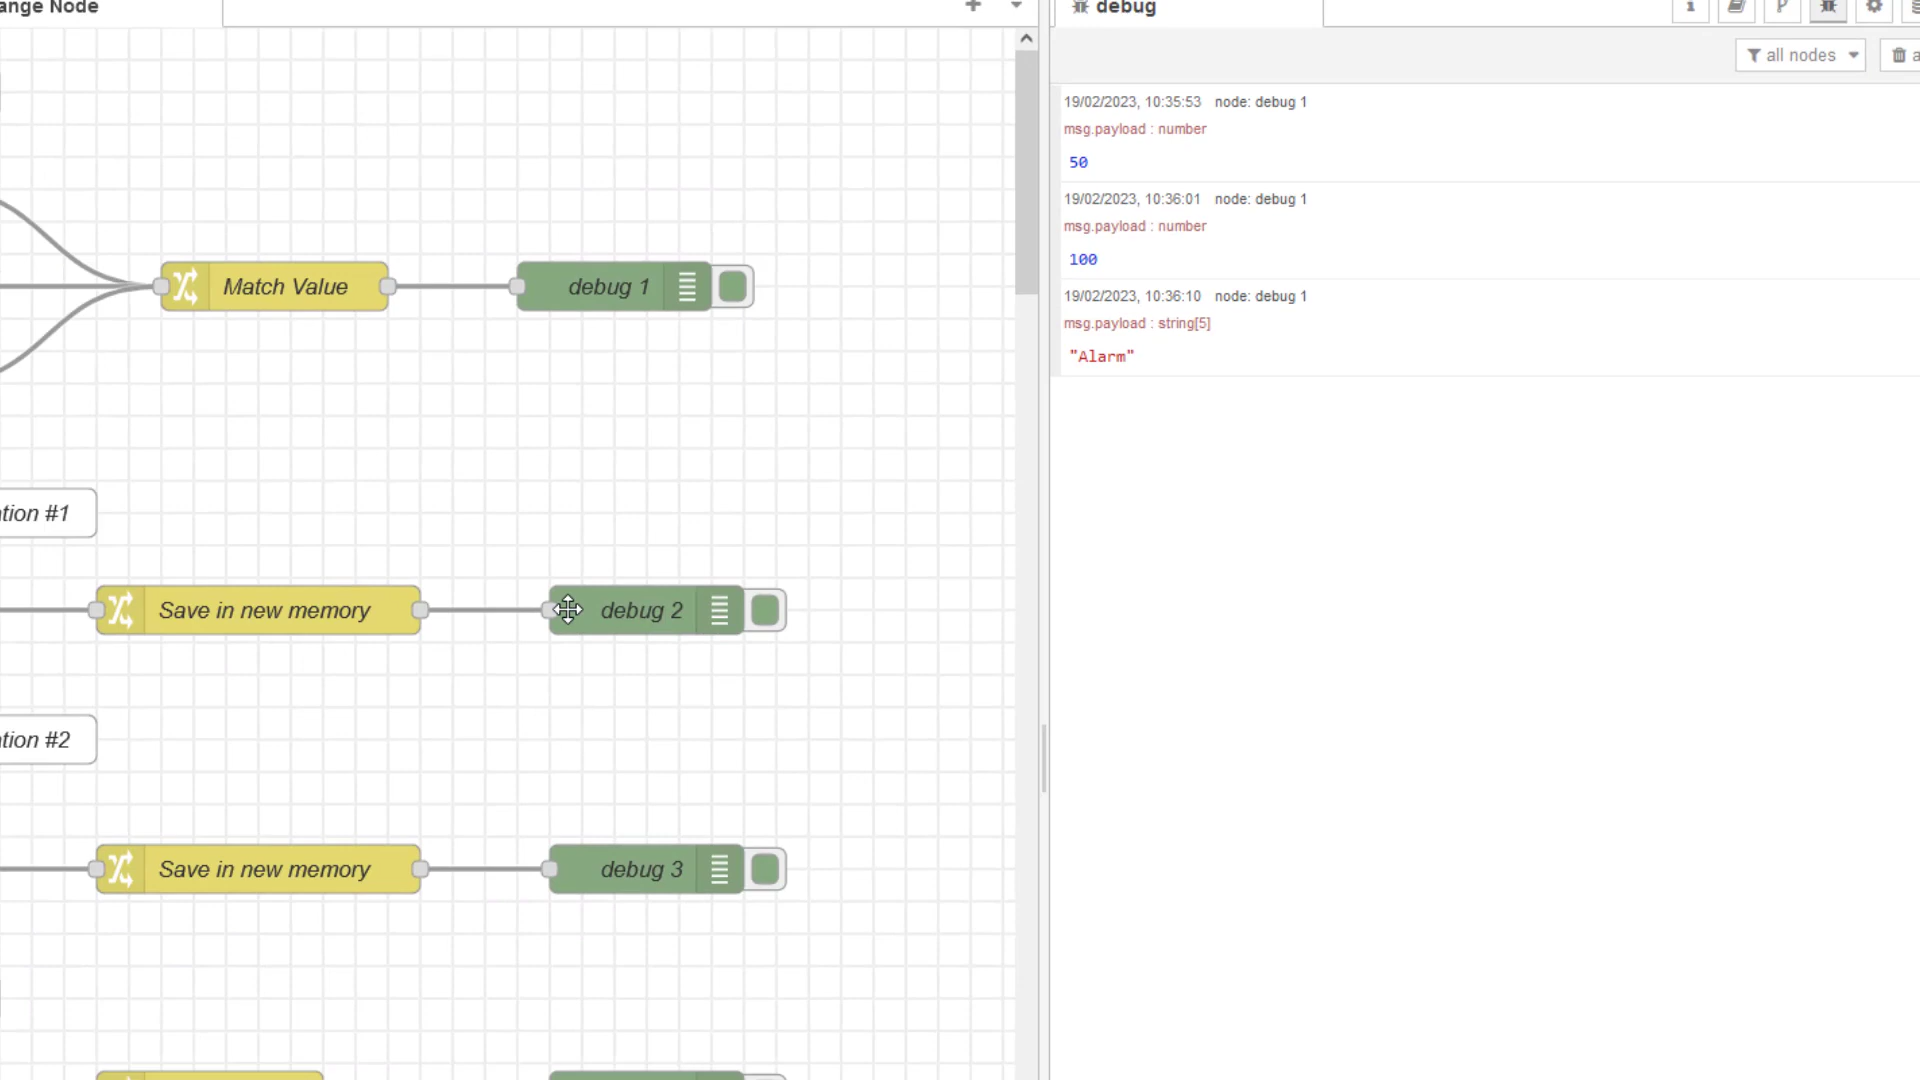 ange Node
debug
all nodes
a
19/02/2023, 10:35:53 node: debug 1
msg.payload : number
50
19/02/2023, 10:36:01 node: debug 1
msg.payload : number
100
19/02/2023, 10:36:10 node: debug 1
msg.payload : string[5]
"Alarm"
Match Value
debug 1
tion #1
Save in new memory
debug 2
tion #2
Save in new memory
debug 3